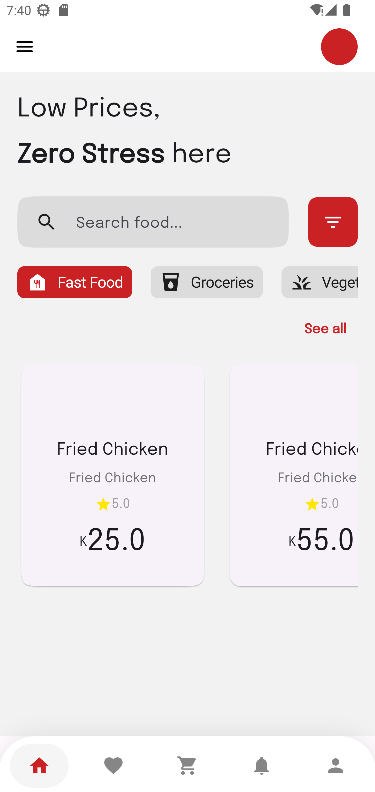 7:40
Low Prices,
Zero Stress here
Search food...
Fast Food
Groceries
Veget
See all
Fried Chicken
Fried Chicken
5.0
K25.0
Fried Chicke
Fried Chicke
5.0
K55.0